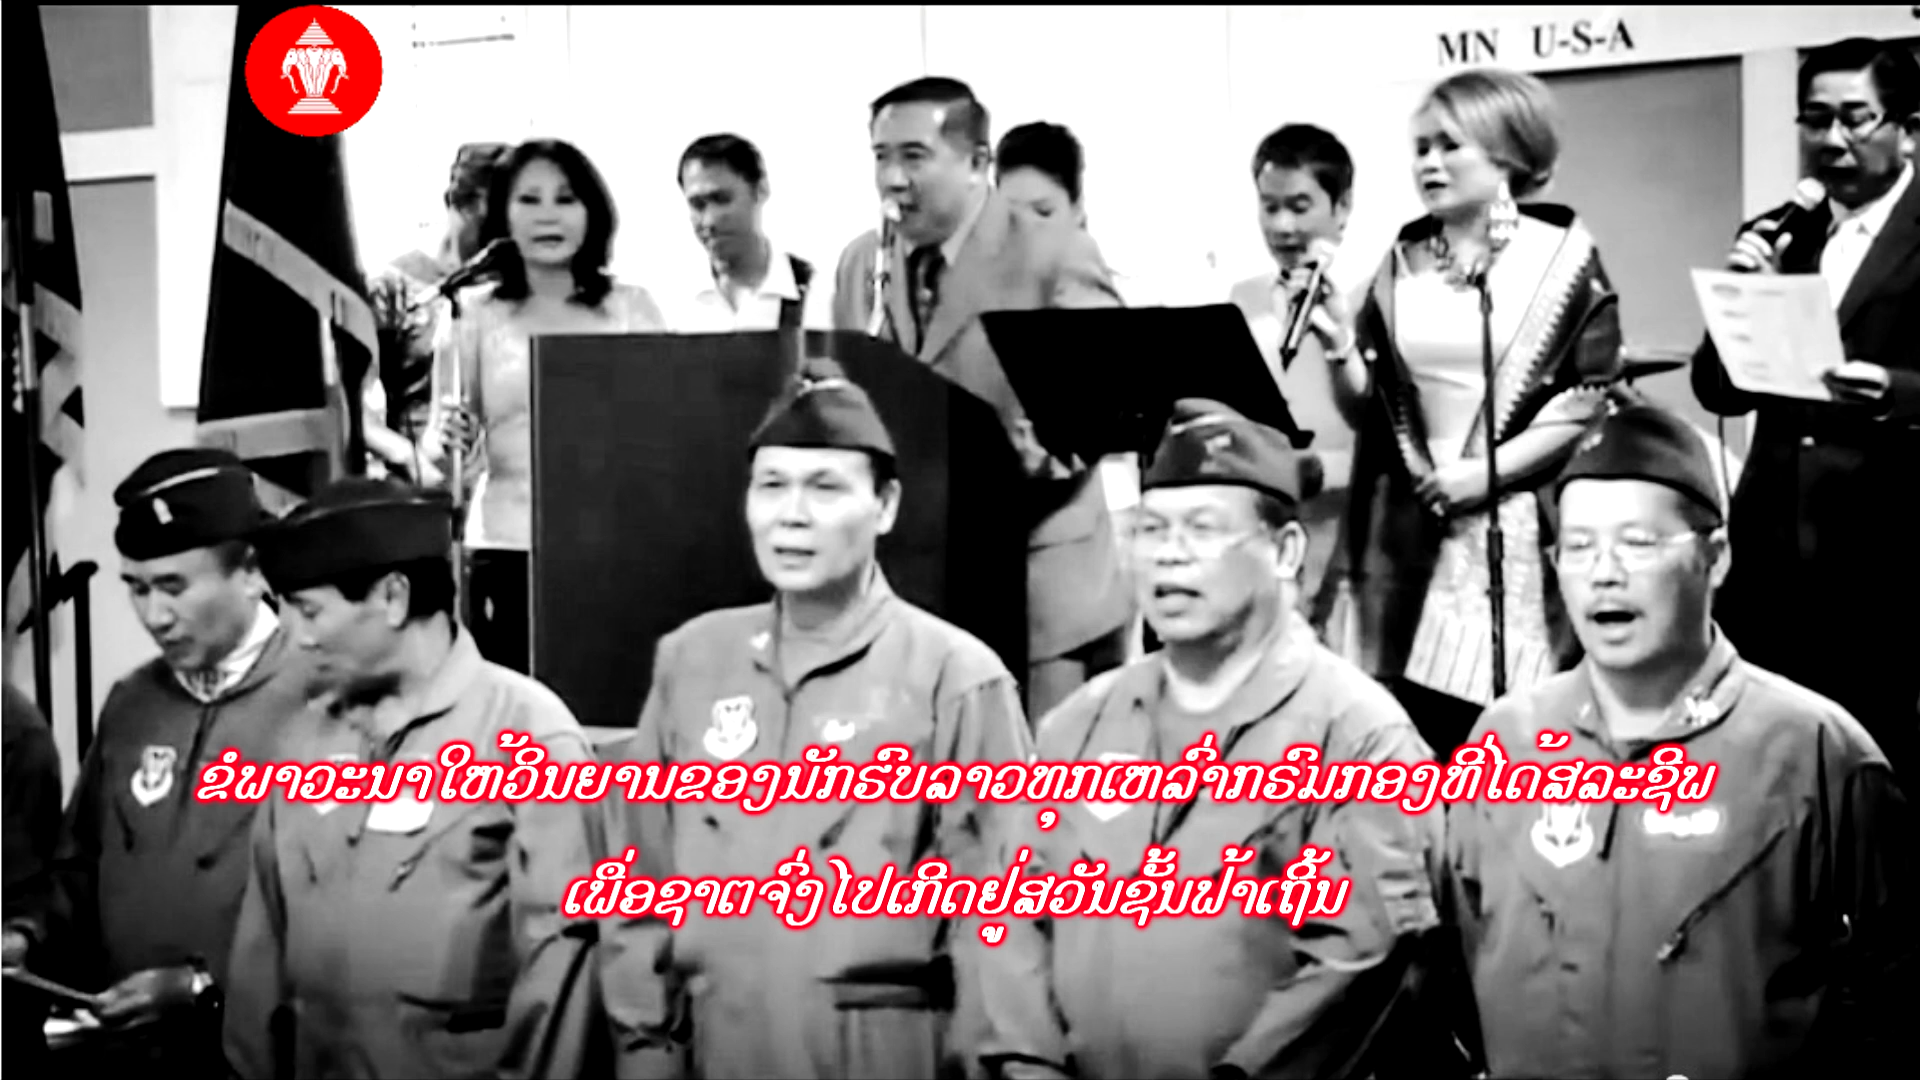 MN U-S-A
ຂໍພາວະນາໃຫ້ວິນຍານຂອງນັກຮົບລາວທຸກເຫລົ່າກຮົມກອງທີ່ໄດ້ສລະຊີພ
ເພື່ອຊາຕຈົ່ງໄປເກີດຢູ່ສວັນຊັ້ນຟ້າເຖີ້ນ